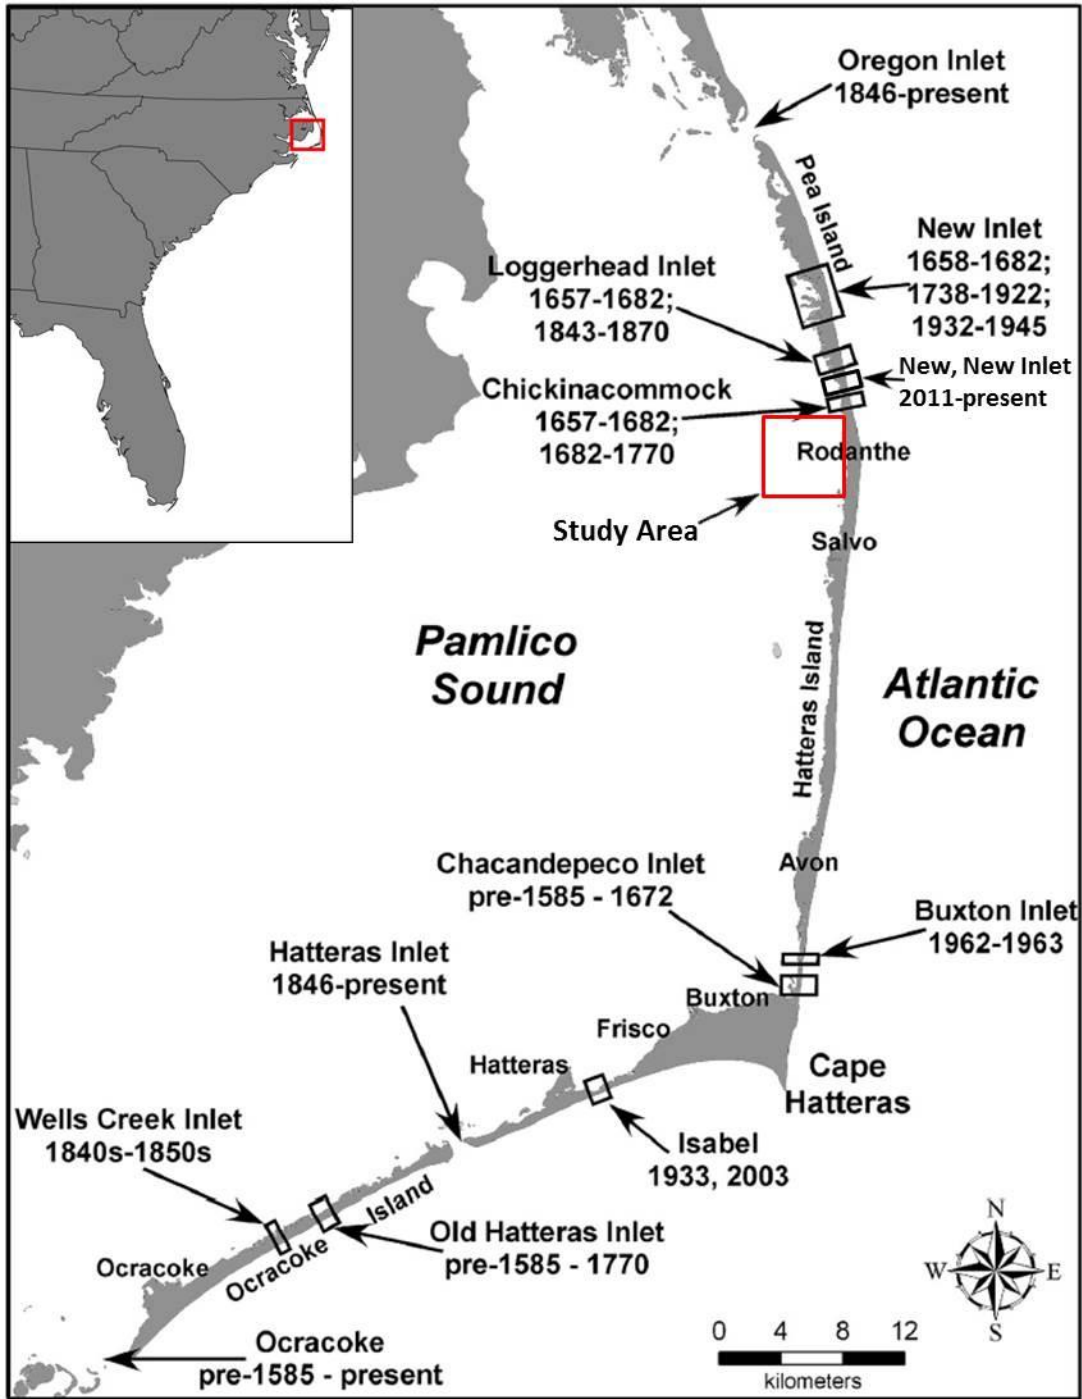 Oregon Inlet
1846-present
Pea Island
New Inlet
1658-1682;
1738-1922;
1932-1945
Loggerhead Inlet
1657-1682;
1843-1870
New, New Inlet
2011-present
Chickinacommock
1657-1682;
1682-1770
Rodanthe
Study Area
Salvo
Pamlico
Sound
Hatteras Island
Atlantic
Ocean
Avon
Chacandepeco Inlet
pre-1585 - 1672
Buxton Inlet
1962-1963
Hatteras Inlet
1846-present
Buxton
Frisco
Hatteras
Cape
Hatteras
Wells Creek Inlet
1840s-1850s
Isabel
1933, 2003
Island
Ocracoke
Old Hatteras Inlet
pre-1585 - 1770
Ocracoke
Ocracoke
pre-1585 - present
N
W E
S
0 4 8 12
kilometers